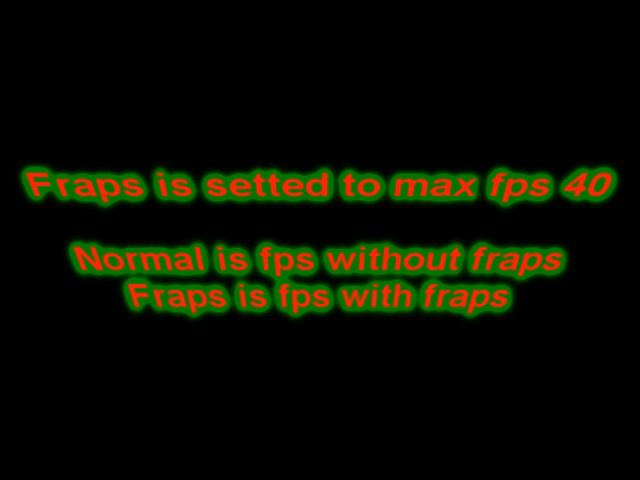 Fraps is setted to max fps 40
Normal is fps without fraps
Fraps is fps with fraps